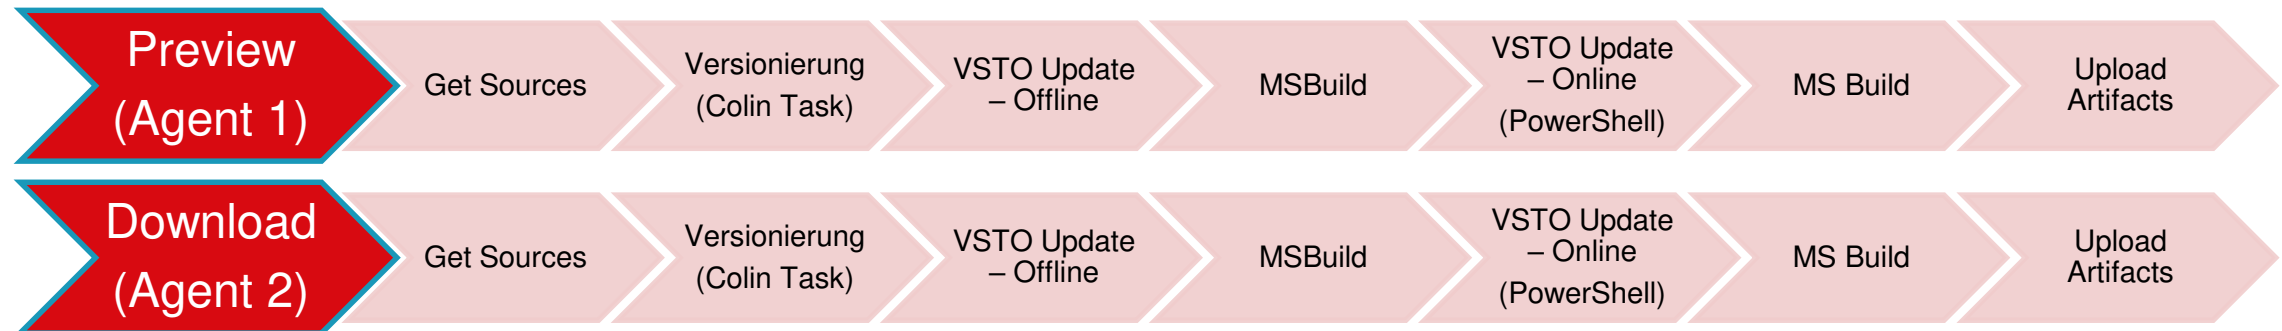 Preview
(Agent 1)
Get Sources
Versionierung
(Colin Task)
VSTO Update
– Offline
MSBuild
VSTO Update
– Online
(PowerShell)
MS Build
Upload
Artifacts
Download
(Agent 2)
Get Sources
Versionierung
(Colin Task)
VSTO Update
– Offline
MSBuild
VSTO Update
– Online
(PowerShell)
MS Build
Upload
Artifacts